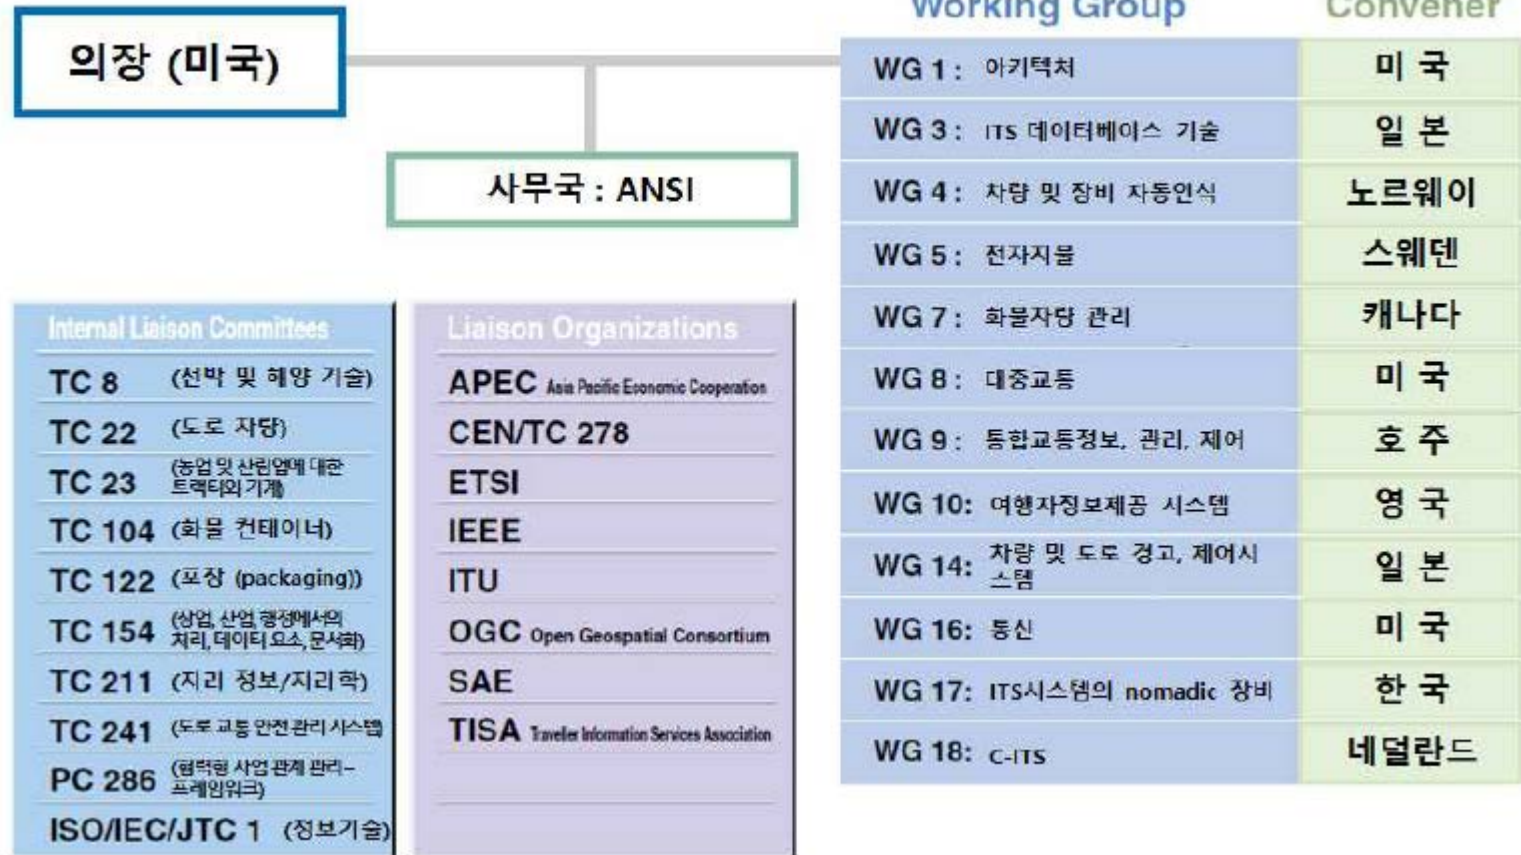 의장 (미국)
사무국 : ANSI
Internal Liaison Committees
TC 8 (선박 및 해양 기술)
TC 22 (도로 차량)
TC 23 (농업 및 산림업에 대한
트랙터와 기계)
TC 104 (화물 컨테이너)
TC 122 (포장 (packaging))
TC 154 (상업, 산업, 행정에서의
처리, 데이터 요소, 문서화)
TC 211 (지리 정보/지리학)
TC 241 (도로 교통 안전 관리 시스템)
PC 286 (협력형 사업 관계 관리–
프레임워크)
ISO/IEC/JTC 1 (정보기술)
Liaison Organizations
APEC Asia Pacific Economic Cooperation
CEN/TC 278
ETSI
IEEE
ITU
OGC Open Geospatial Consortium
SAE
TISA Traveller Information Services Association
Working Group Convener
WG 1 : 아키텍처 미 국
WG 3 : ITS 데이터베이스 기술 일 본
WG 4 : 차량 및 장비 자동인식 노르웨이
WG 5 : 전자지불 스웨덴
WG 7 : 화물차량 관리 캐나다
WG 8 : 대중교통 미 국
WG 9 : 통합교통정보, 관리, 제어 호 주
WG 10: 여행자정보제공 시스템 영 국
WG 14: 차량 및 도로 경고, 제어시
스템 일 본
WG 16: 통신 미 국
WG 17: ITS시스템의 nomadic 장비 한 국
WG 18: C-ITS 네덜란드